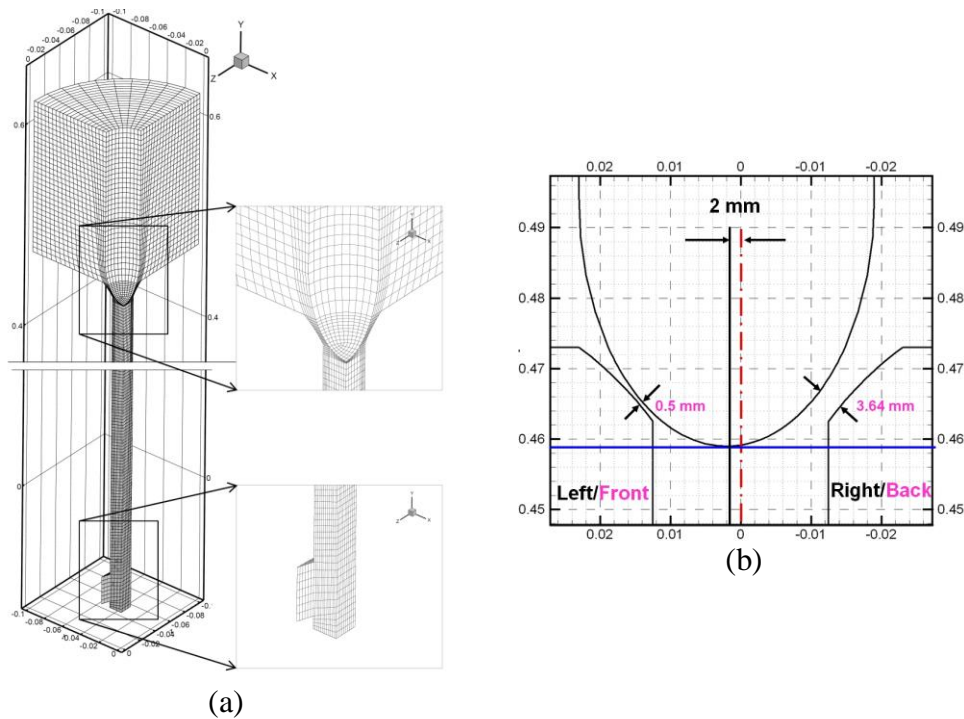 -0.1 -0.1
-0.02 -0.04 -0.06 -0.08
-0.08 -0.06 -0.04 -0.02
0 0
Y
Z X
0.6 0.6
0.4 0.4
0 0
-0.1 -0.08 -0.06 -0.04 -0.02 0
-0.02 -0.04 -0.06 -0.08
(a)
0.02 0.01 0 -0.01 -0.02
2 mm
0.49 0.49
0.48 0.48
0.47 0.47
0.5 mm 3.64 mm
0.46 0.46
Left/Front Right/Back
0.45 0.45
0.02 0.01 0 -0.01 -0.02
(b)